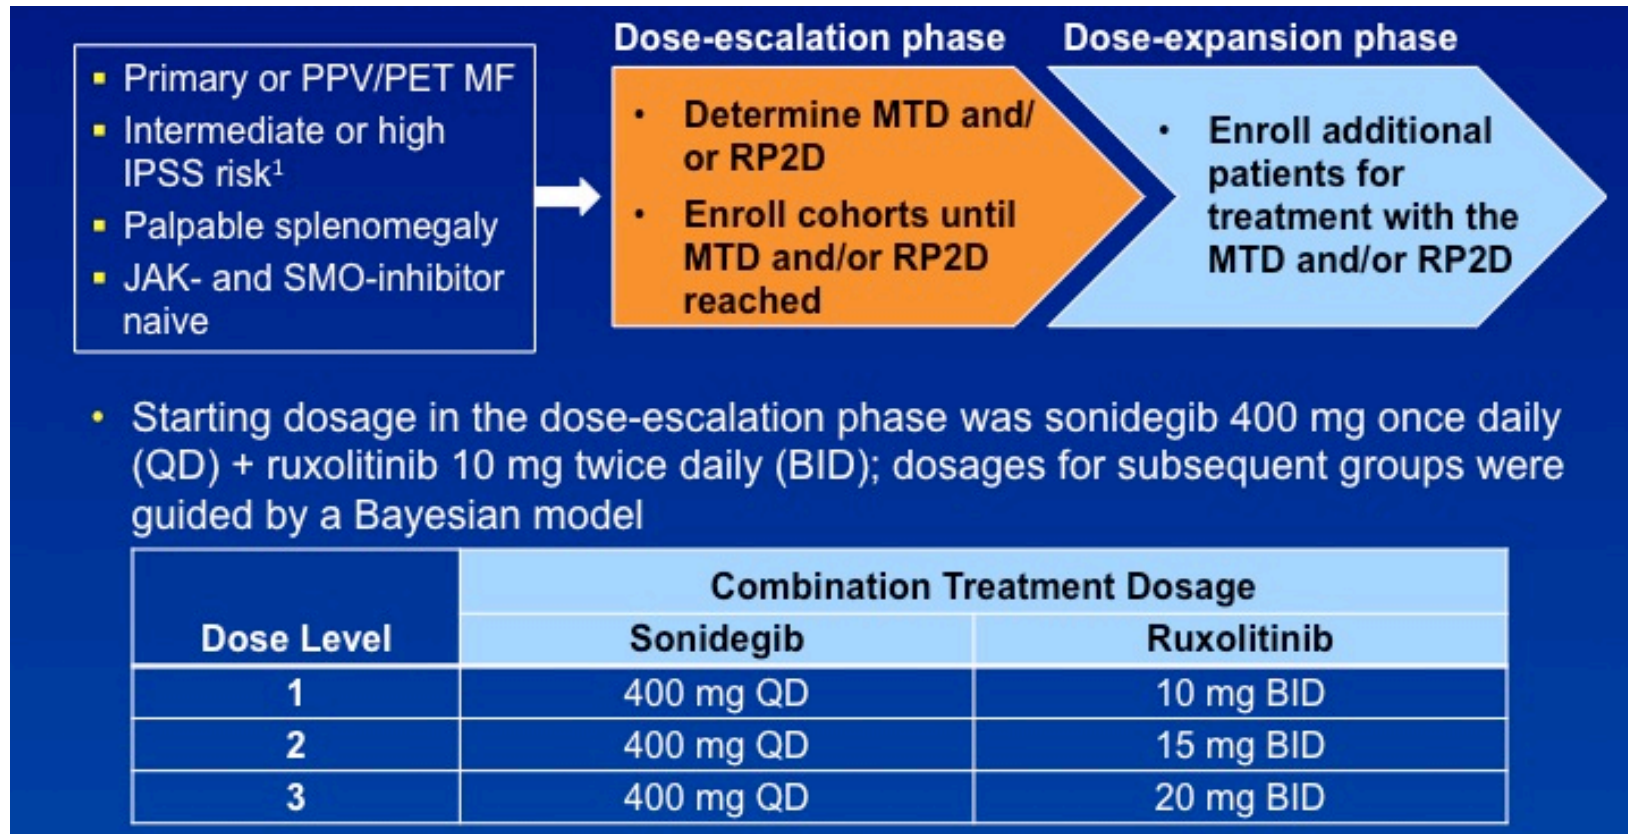 ▪ Primary or PPV/PET MF
▪ Intermediate or high
IPSS risk¹
▪ Palpable splenomegaly
▪ JAK- and SMO-inhibitor
naive
Dose-escalation phase
• Determine MTD and/
or RP2D
• Enroll cohorts until
MTD and/or RP2D
reached
Dose-expansion phase
• Enroll additional
patients for
treatment with the
MTD and/or RP2D
• Starting dosage in the dose-escalation phase was sonidegib 400 mg once daily
(QD) + ruxolitinib 10 mg twice daily (BID); dosages for subsequent groups were
guided by a Bayesian model
Combination Treatment Dosage
Dose Level Sonidegib Ruxolitinib
1 400 mg QD 10 mg BID
2 400 mg QD 15 mg BID
3 400 mg QD 20 mg BID